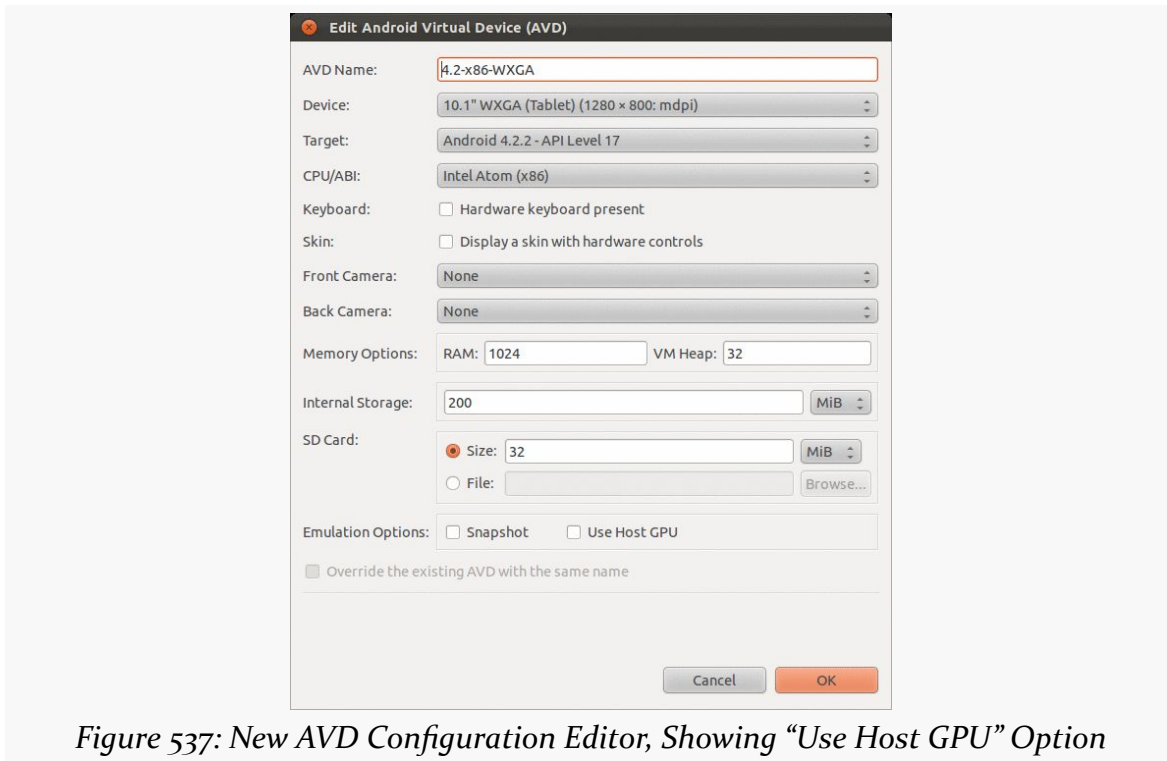 Edit Android Virtual Device (AVD)
AVD Name: 4.2-x86-WXGA
Device: 10.1" WXGA (Tablet) (1280 × 800: mdpi)
Target: Android 4.2.2 - API Level 17
CPU/ABI: Intel Atom (x86)
Keyboard: Hardware keyboard present
Skin: Display a skin with hardware controls
Front Camera: None
Back Camera: None
Memory Options: RAM: 1024 VM Heap: 32
Internal Storage: 200 MiB
SD Card:
Size: 32 MiB
File: Browse...
Emulation Options: Snapshot Use Host GPU
Override the existing AVD with the same name
Cancel OK
Figure 537: New AVD Configuration Editor, Showing “Use Host GPU” Option